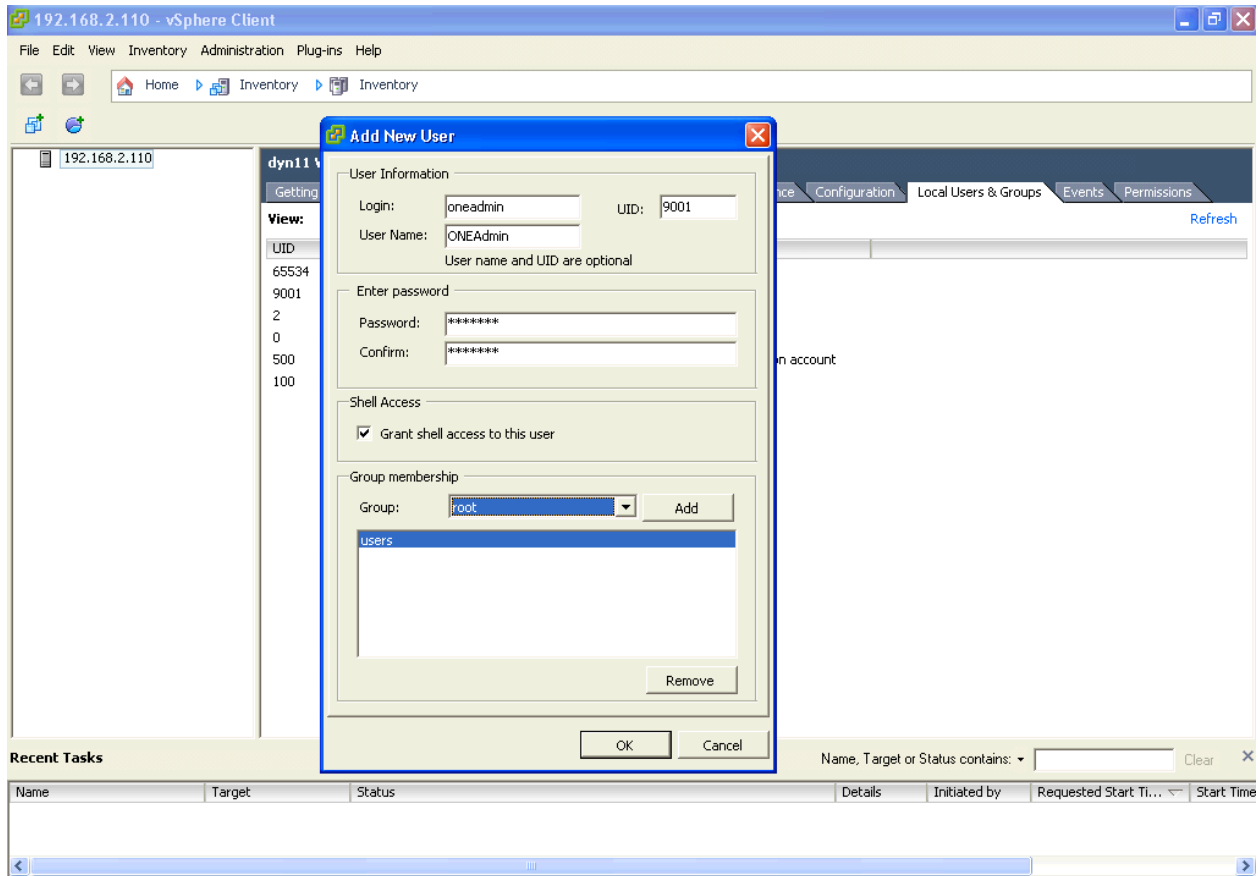 192.168.2.110 - vSphere Client
File Edit View Inventory Administration Plug-ins Help
Home Inventory Inventory
192.168.2.110
dyn11
Getting
Configuration Local Users & Groups Events Permissions
View:
Refresh
UID
65534
9001
2
0
500
account
100
Add New User
User Information
Login: oneadmin UID: 9001
User Name: ONEAdmin
User name and UID are optional
Enter password
Password: *******
Confirm: *******
Shell Access
Grant shell access to this user
Group membership
Group: root Add
users
Remove
OK Cancel
Recent Tasks
Name, Target or Status contains: Clear
Name Target Status Details Initiated by Requested Start Ti... Start Time